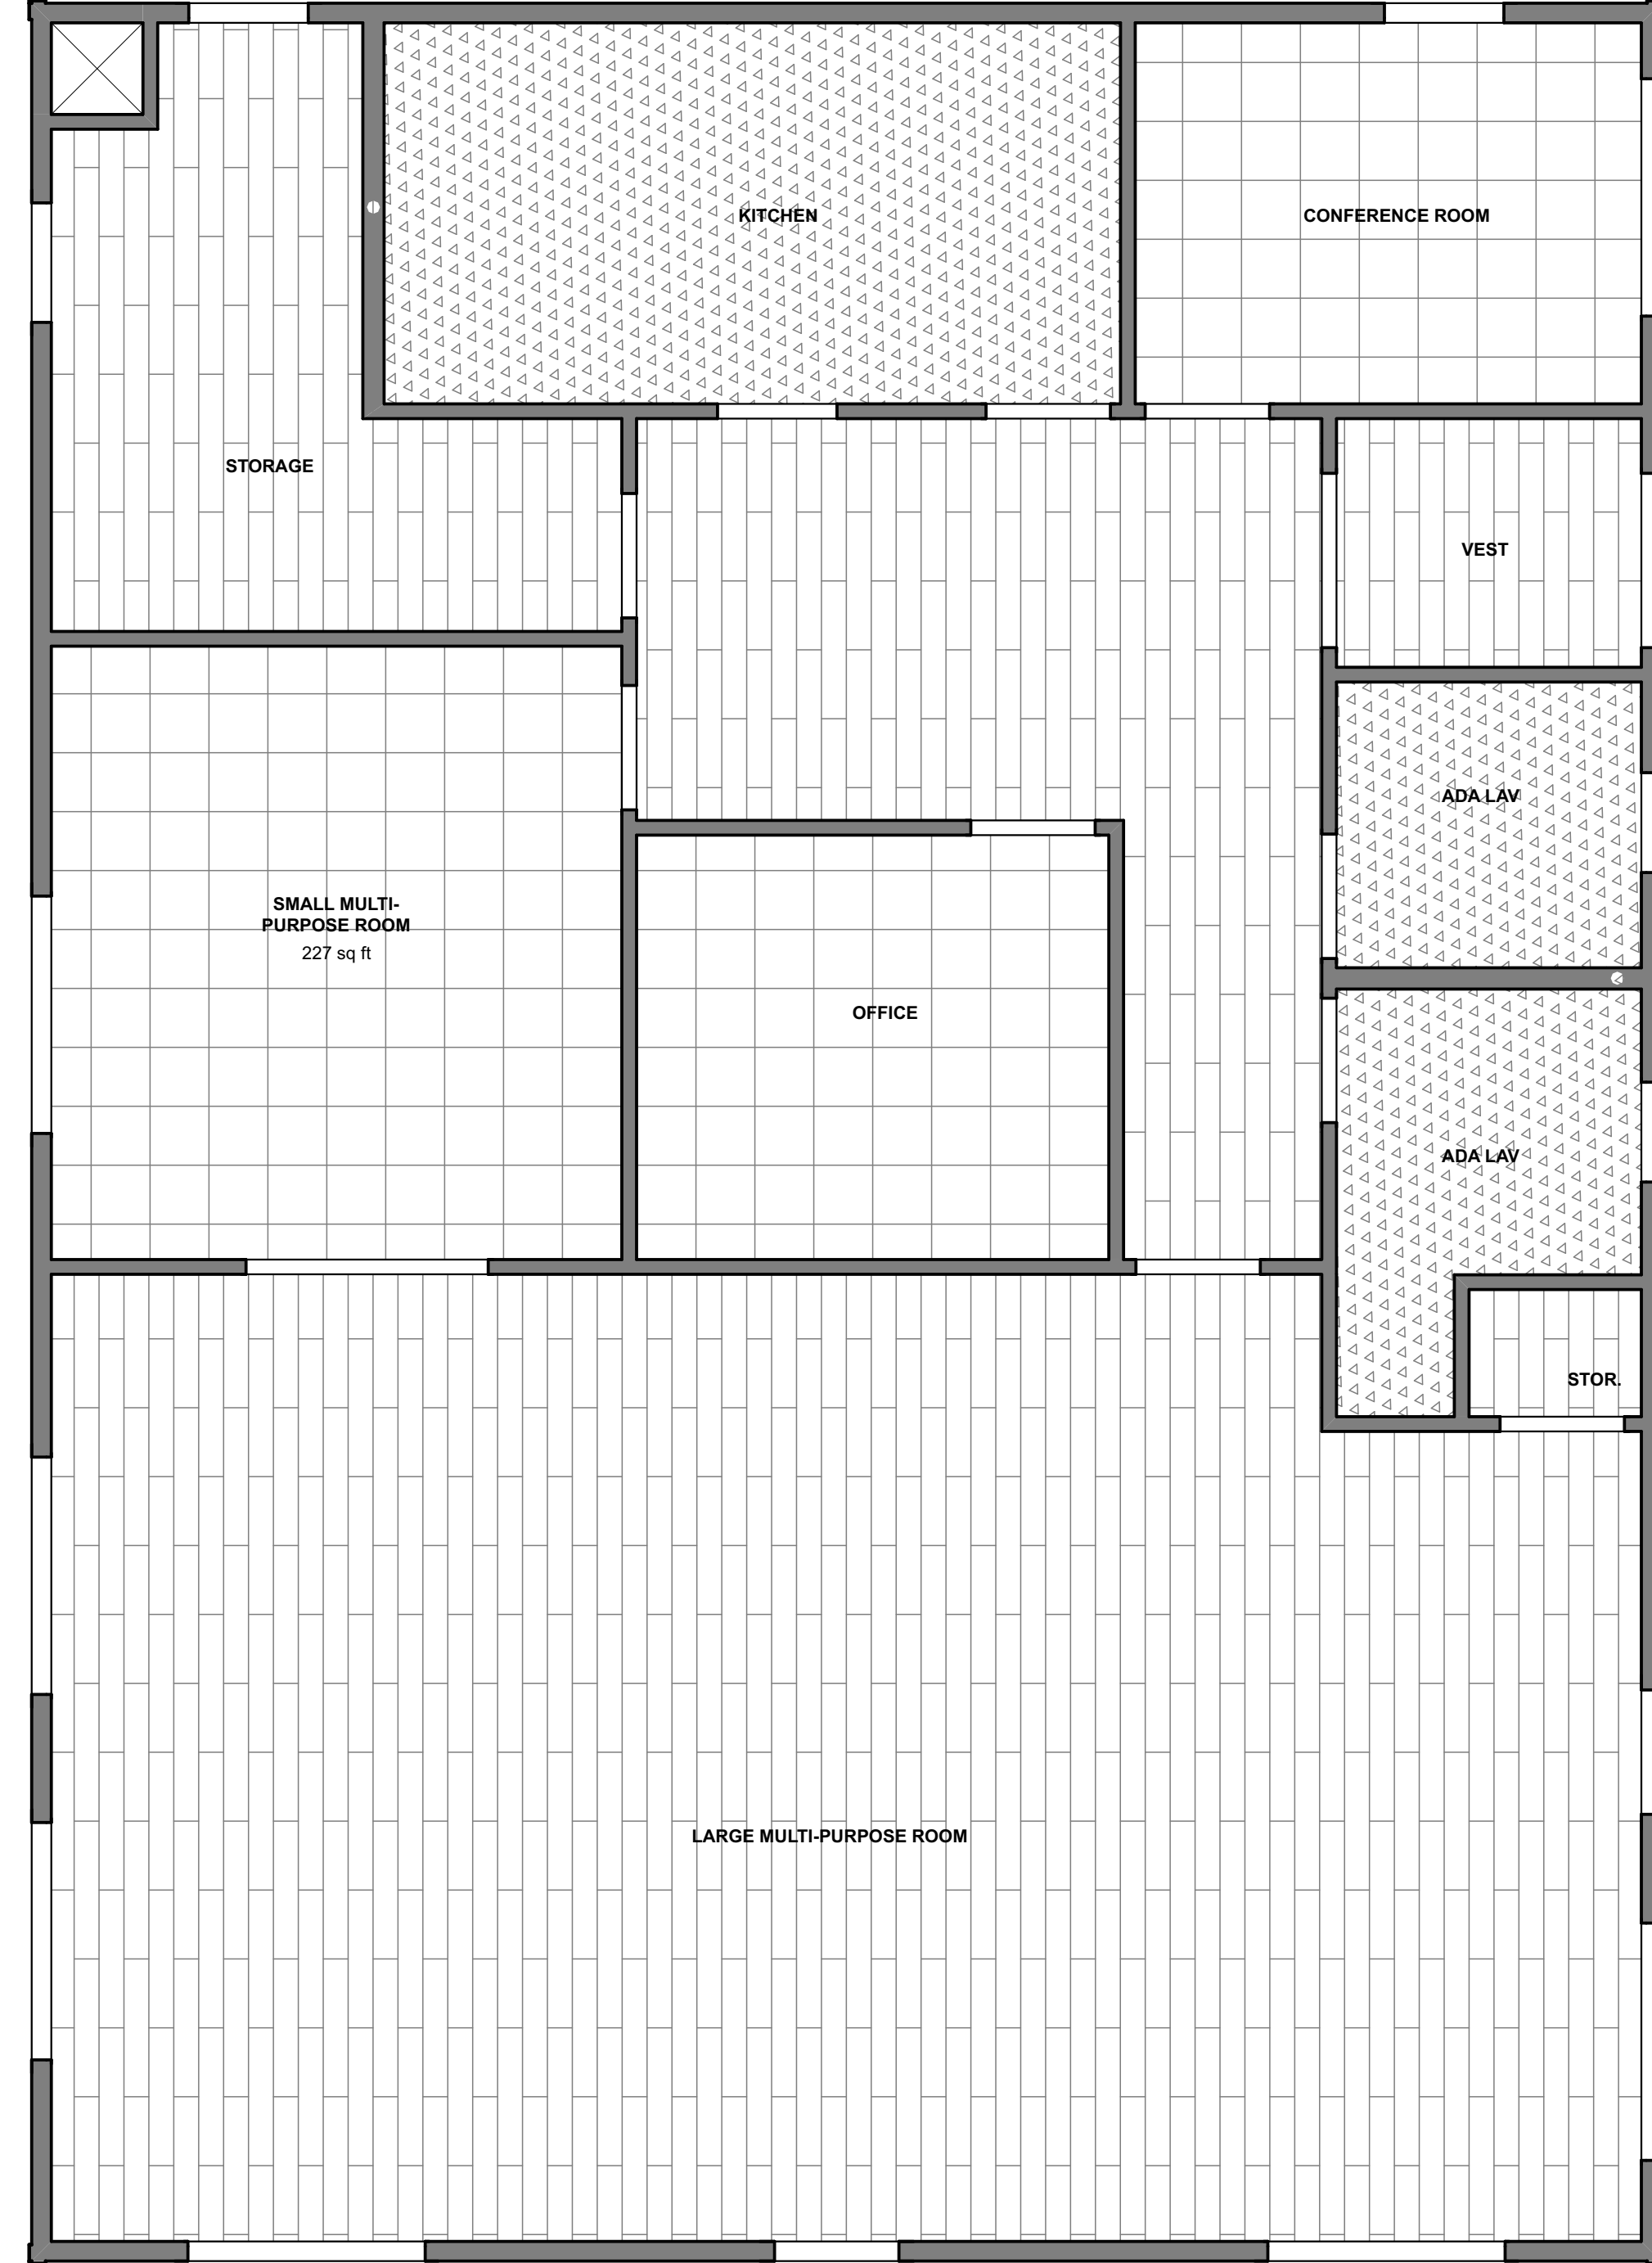 KITCHEN
CONFERENCE ROOM
STORAGE
VEST
ADA LAV
SMALL MULTI-
PURPOSE ROOM
227 sq ft
OFFICE
ADA LAV
STOR.
LARGE MULTI-PURPOSE ROOM